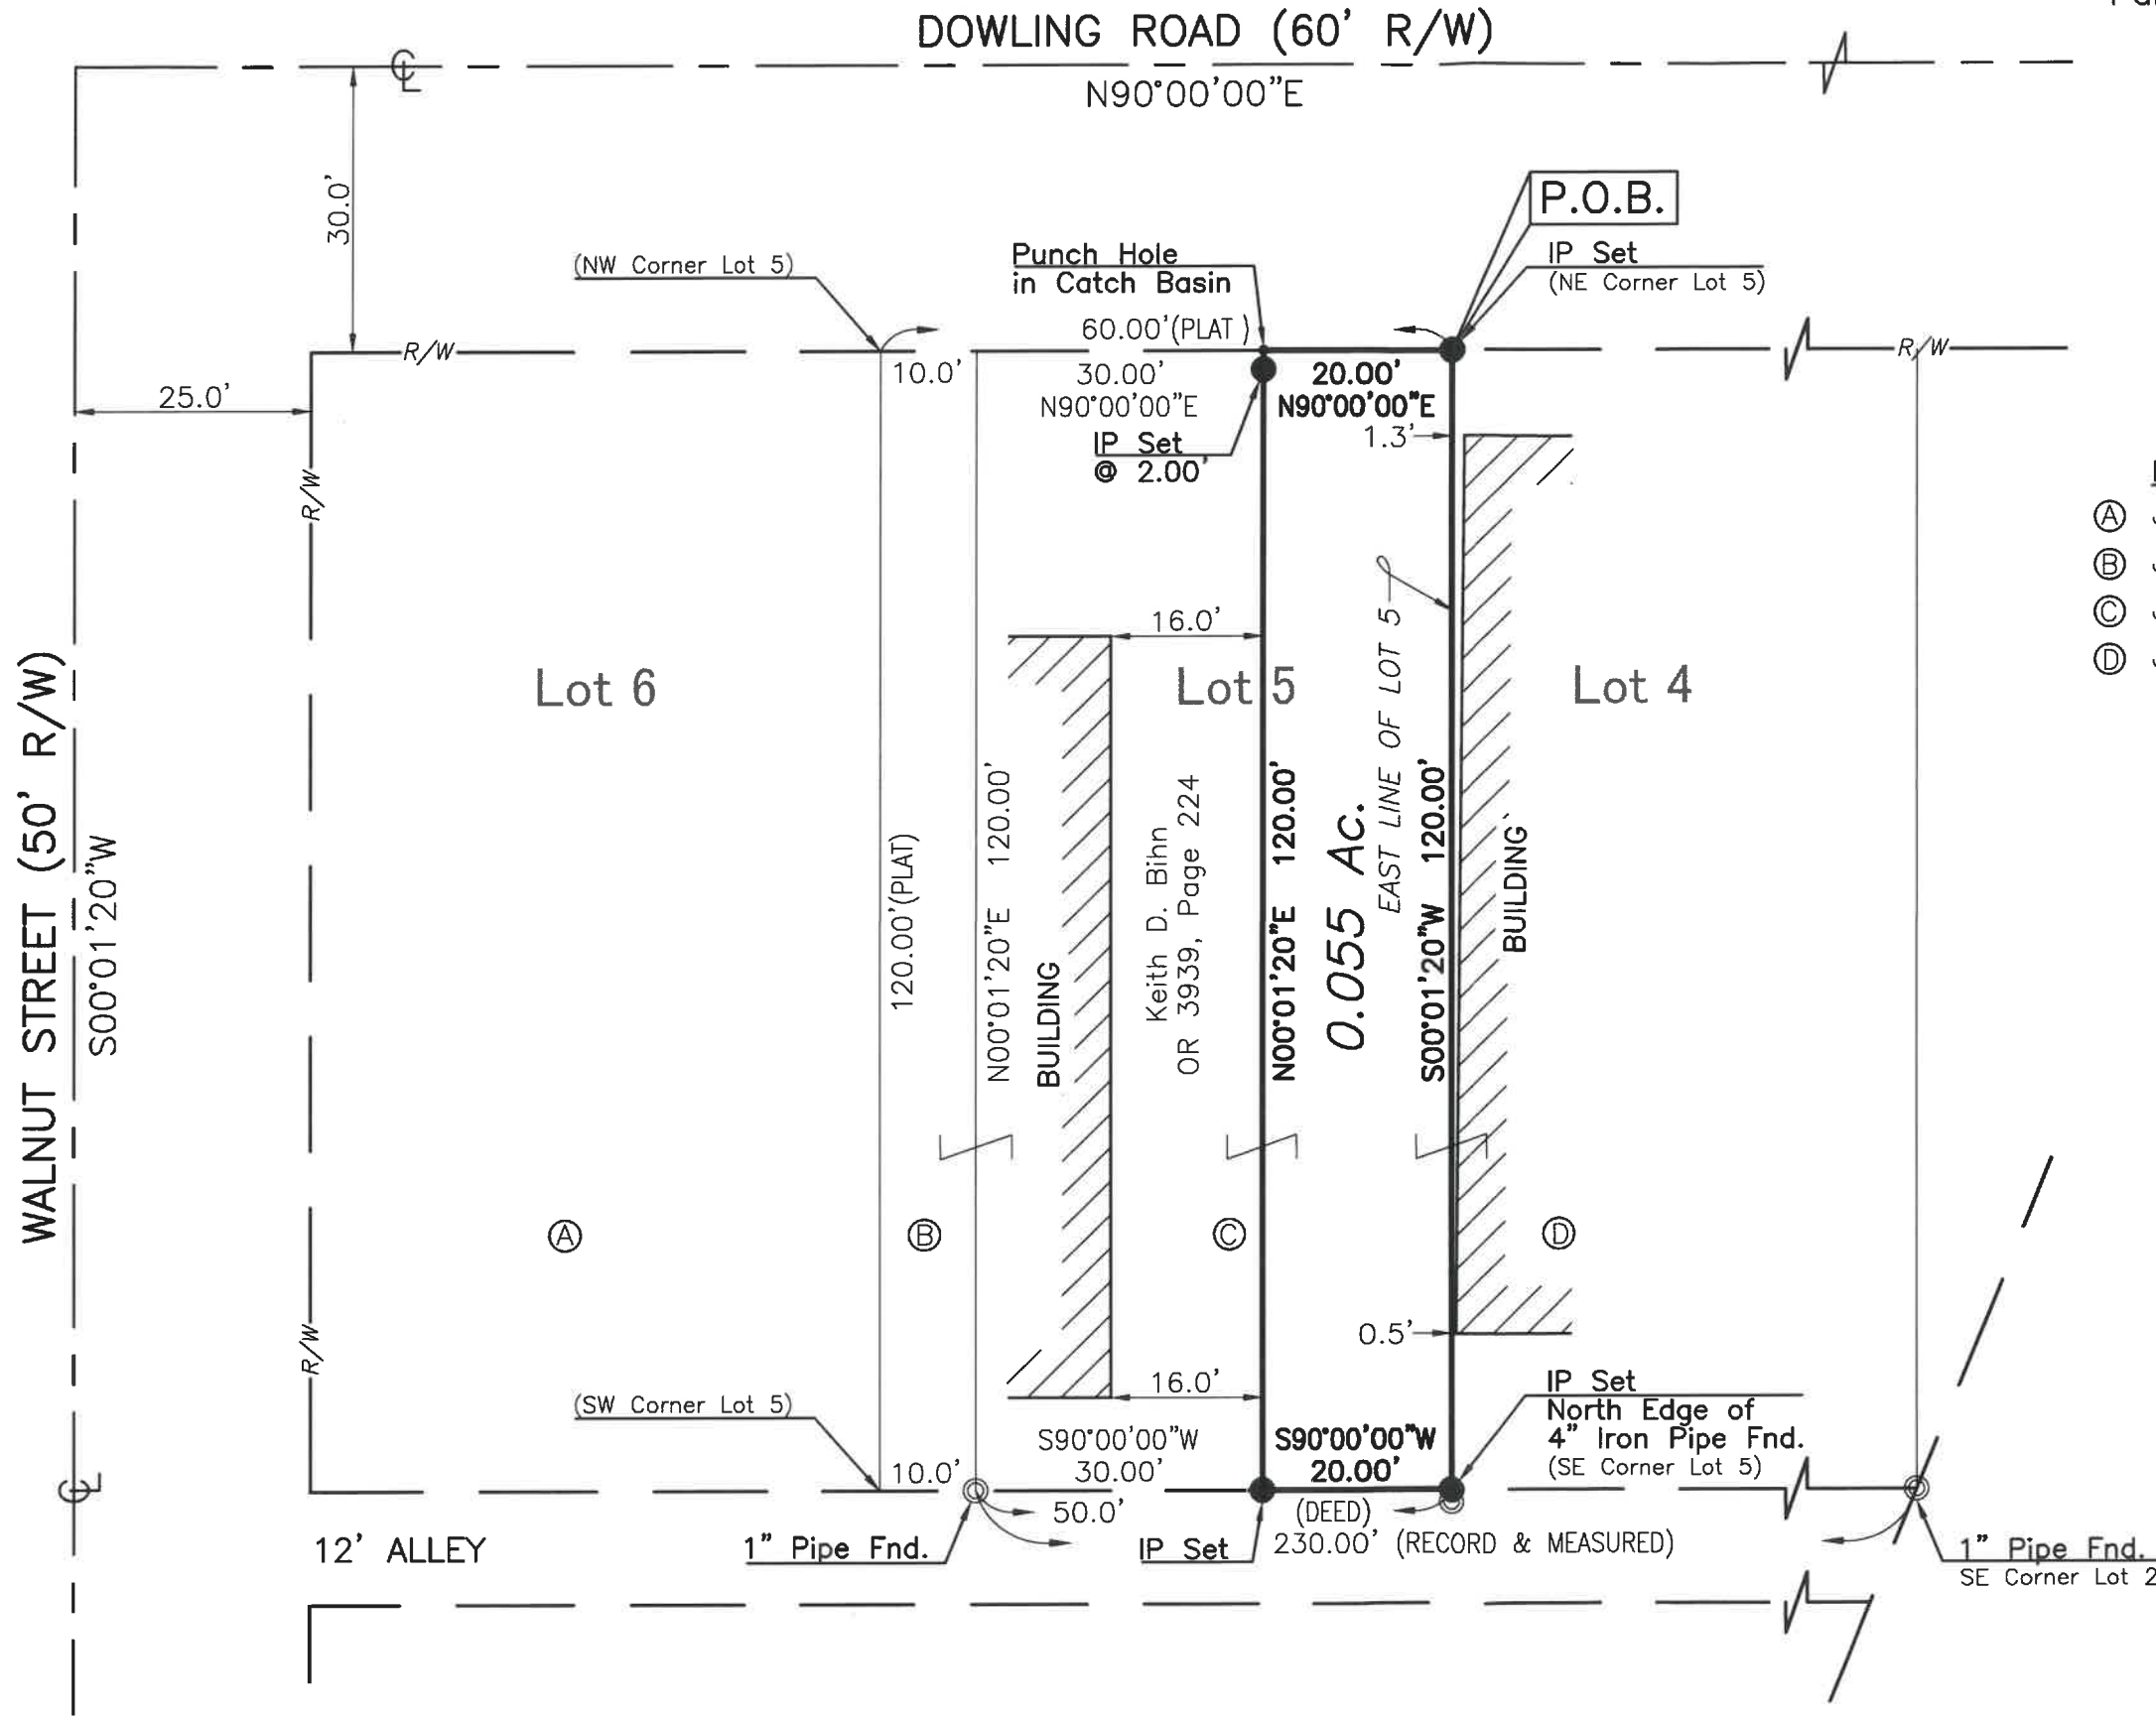 DOWLING ROAD (60' R/W)
N90°00'00"E
30.0'
P.O.B.
Punch Hole
in Catch Basin
IP Set
(NE Corner Lot 5)
(NW Corner Lot 5)
60.00'(PLAT )
R/W
R/W
10.0'
30.00'
N90°00'00"E
20.00'
N90°00'00"E
25.0'
1.3'
IP Set
@ 2.00'
R/W
A
B
C
D
16.0'
Lot 6
Lot 5
Lot 4
WALNUT STREET (50' R/W)
S00°01'20"W
120.00'(PLAT)
N00°01'20"E 120.00'
BUILDING
Keith D. Bihn
OR 3939, Page 224
N00°01'20"E 120.00'
0.055 Ac.
EAST LINE OF LOT 5
S00°01'20"W 120.00'
BUILDING
A
B
C
D
R/W
0.5'
16.0'
(SW Corner Lot 5)
IP Set
North Edge of
4" Iron Pipe Fnd.
(SE Corner Lot 5)
S90°00'00"W
30.00'
S90°00'00"W
20.00'
10.0'
50.0'
(DEED)
230.00' (RECORD & MEASURED)
12' ALLEY
1" Pipe Fnd.
IP Set
1" Pipe Fnd.
SE Corner Lot 2